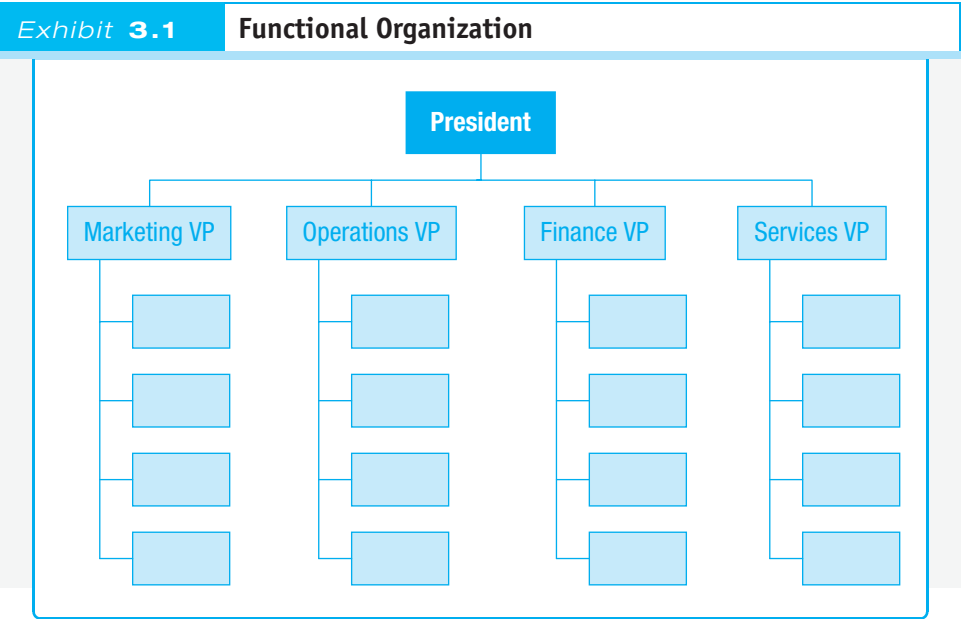 Exhibit 3.1 Functional Organization
President
Marketing VP Operations VP Finance VP Services VP